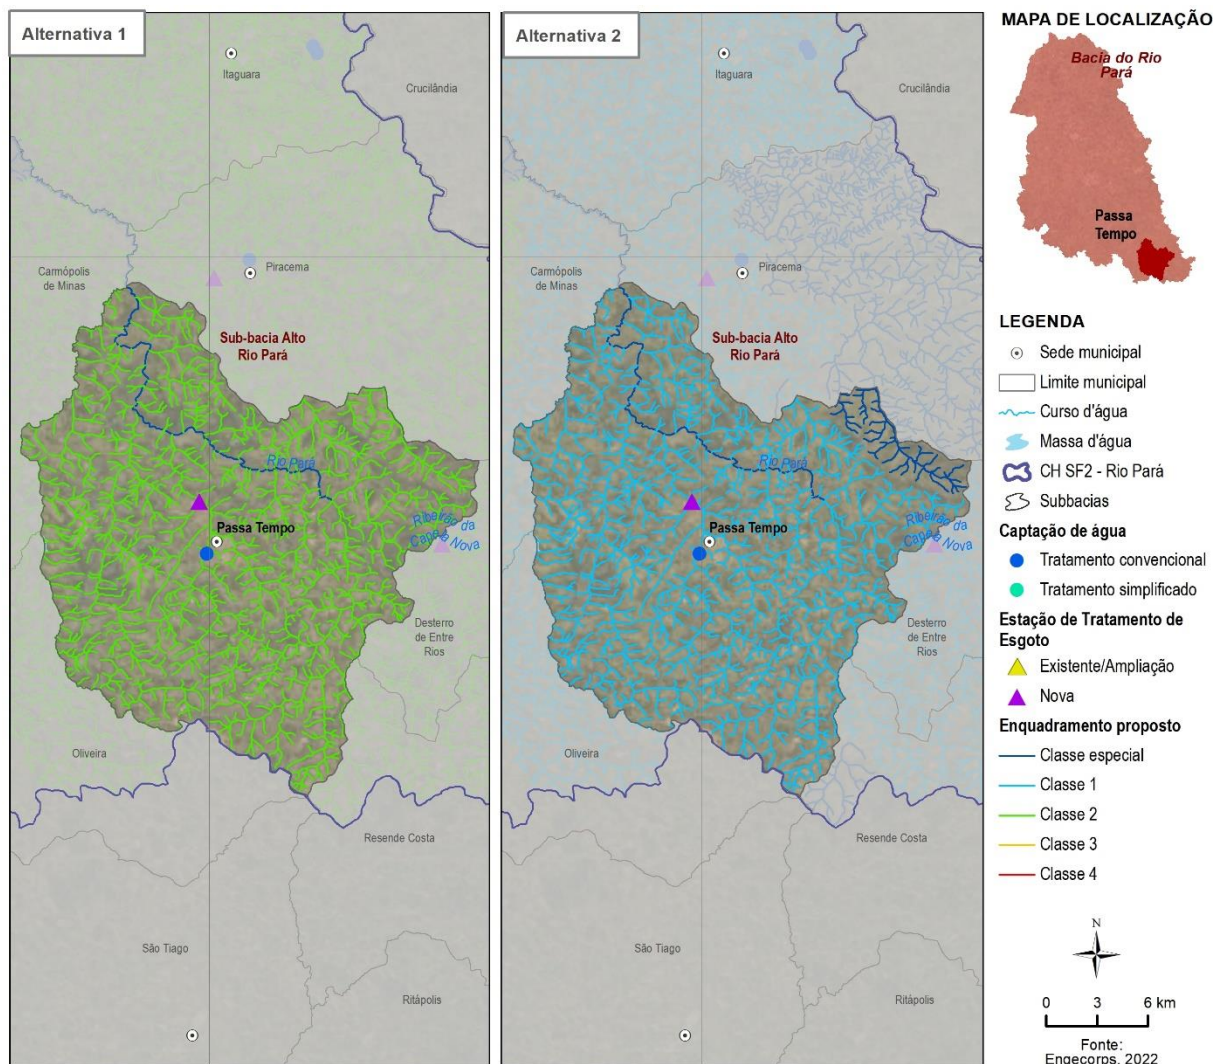 Alternativa 1
Itaguara
Crucilândia
Carmópolis
de Minas
Piracema
Sub-bacia Alto
Rio Pará
Rio Pará
Passa Tempo
Ribeirão da
Capela Nova
Desterro
de Entre
Rios
Oliveira
Resende Costa
São Tiago
Ritápolis
Alternativa 2
Itaguara
Crucilândia
Carmópolis
de Minas
Piracema
Sub-bacia Alto
Rio Pará
Rio Pará
Passa Tempo
Ribeirão da
Capela Nova
Desterro
de Entre
Rios
Oliveira
Resende Costa
São Tiago
Ritápolis
MAPA DE LOCALIZAÇÃO
Bacia do Rio
Pará
Passa
Tempo
LEGENDA
Sede municipal
Limite municipal
Curso d'água
Massa d'água
CH SF2 - Rio Pará
Subbacias
Captação de água
Tratamento convencional
Tratamento simplificado
Estação de Tratamento de
Esgoto
Existente/Ampliação
Nova
Enquadramento proposto
Classe especial
Classe 1
Classe 2
Classe 3
Classe 4
N
0 3 6 km
Fonte:
Engecorps, 2022